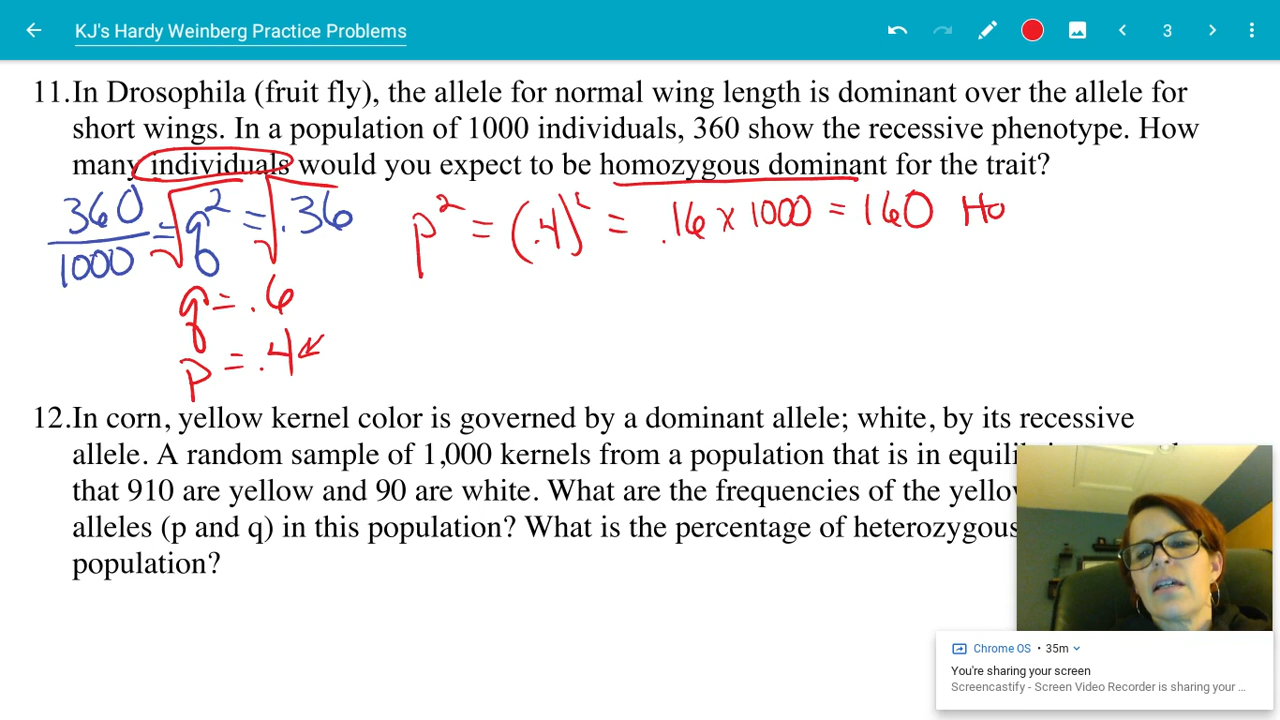 KJ's Hardy Weinberg Practice Problems
3
11. In Drosophila (fruit fly), the allele for normal wing length is dominant over the allele for
short wings. In a population of 1000 individuals, 360 show the recessive phenotype. How
many individuals would you expect to be homozygous dominant for the trait?
360/1000 = √q² = √.36
p² = (.4)² = .16 x 1000 = 160 Ho
q = .6
p = .4
12. In corn, yellow kernel color is governed by a dominant allele; white, by its recessive
allele. A random sample of 1,000 kernels from a population that is in
that 910 are yellow and 90 are white. What are the frequencies of the
alleles (p and q) in this population? What is the percentage of heterozygous
population?
Chrome OS • 35m
You're sharing your screen
Screencastify - Screen Video Recorder is sharing your ...